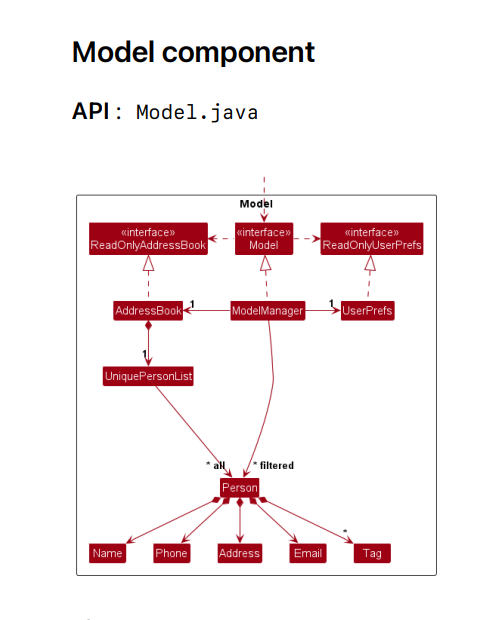 Model component
API : Model.java
Model
«interface»
ReadOnlyAddressBook
«interface»
Model
«interface»
ReadOnlyUserPrefs
AddressBook
1
ModelManager
1
UserPrefs
1
UniquePersonList
* all
* filtered
Person
*
Name
Phone
Address
Email
Tag